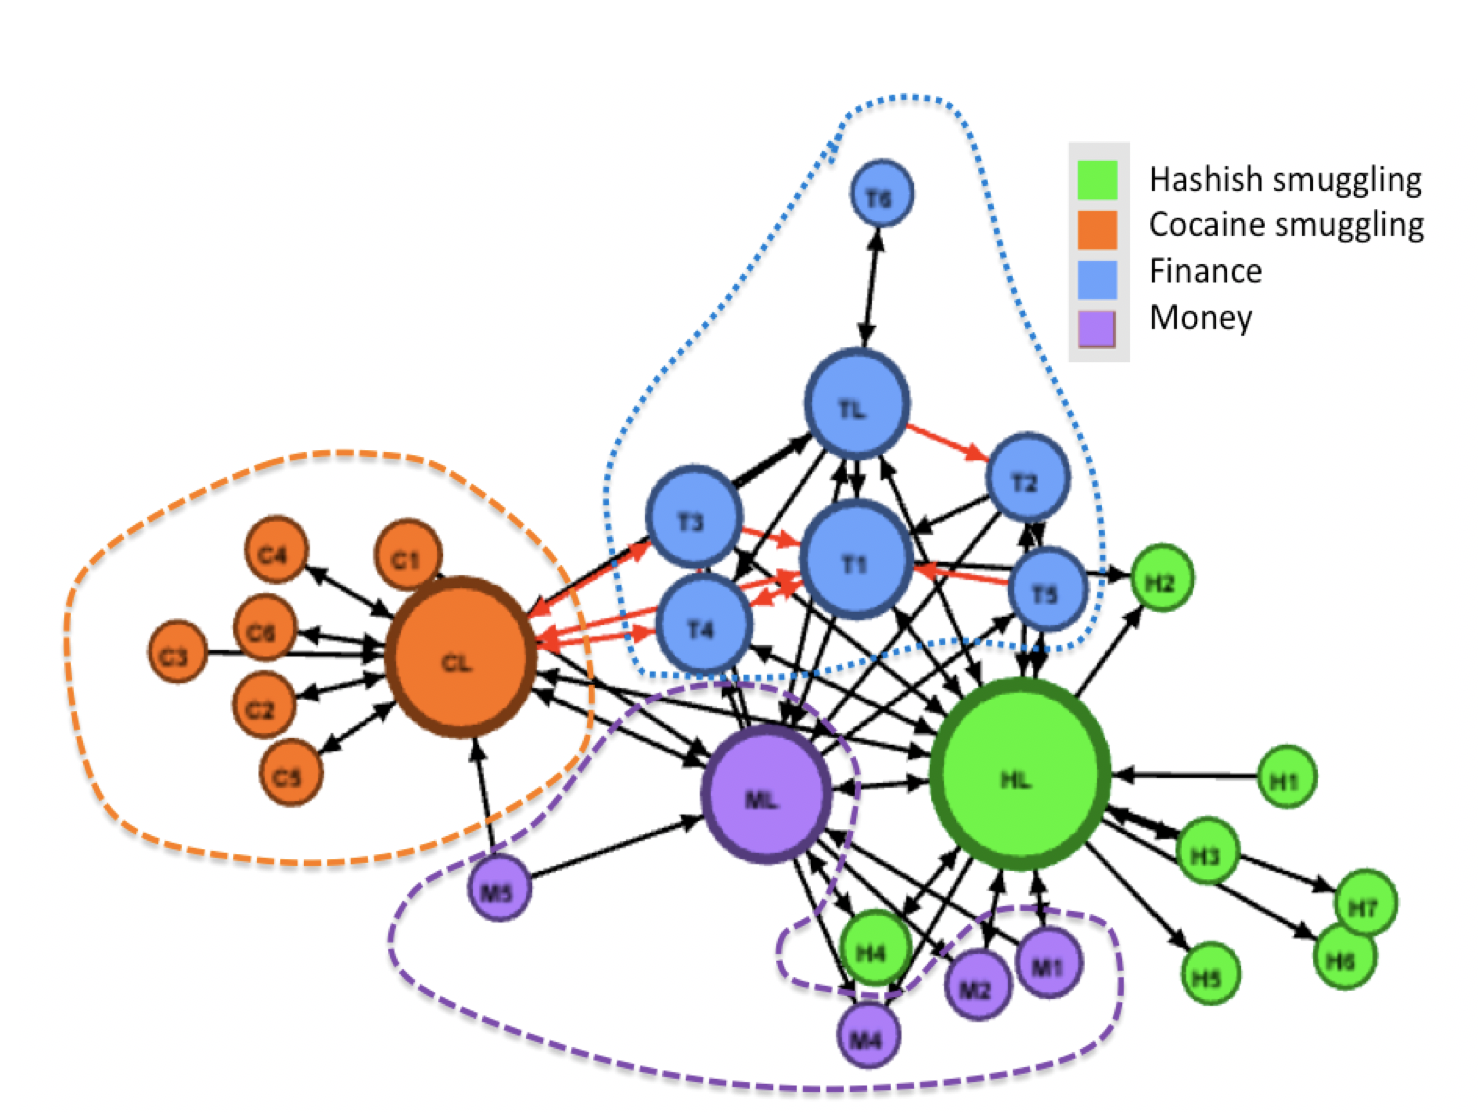 T6
Hashish smuggling
Cocaine smuggling
Finance
Money
TL
T2
T3
T1
T5
H2
T4
C4
C1
C6
C3
CL
C2
C5
ML
HL
H1
H3
M5
H7
H4
H6
M2
M1
H5
M4